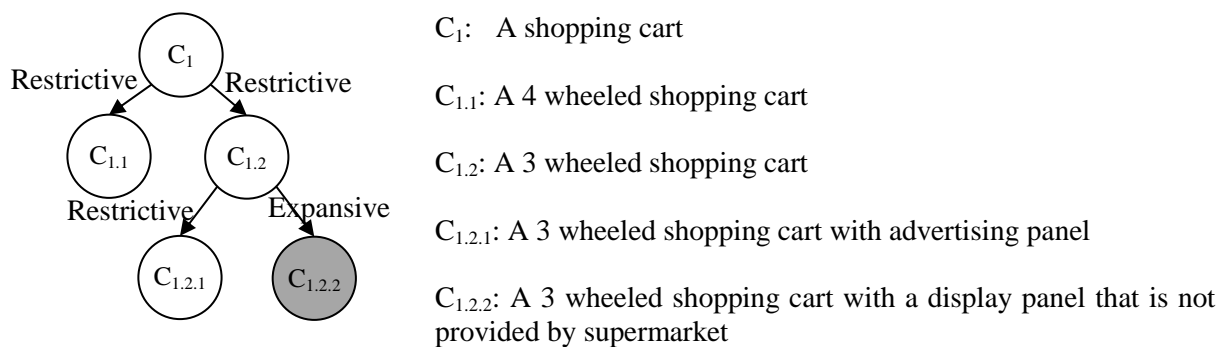 C₁
Restrictive
Restrictive
C₁.₁
C₁.₂
Restrictive
Expansive
C₁.₂.₁
C₁.₂.₂
C₁: A shopping cart
C₁.₁: A 4 wheeled shopping cart
C₁.₂: A 3 wheeled shopping cart
C₁.₂.₁: A 3 wheeled shopping cart with advertising panel
C₁.₂.₂: A 3 wheeled shopping cart with a display panel that is not
provided by supermarket